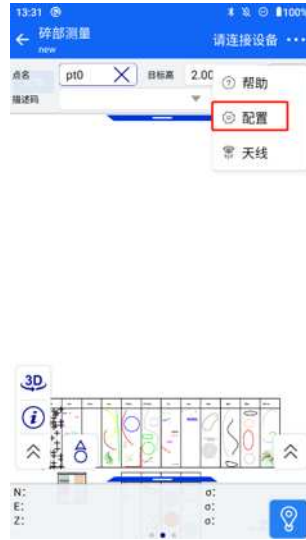 13:31 100%
碎部测量
new
请连接设备
点名 pt0 目标高 2.00
描述码
帮助
配置
天线
3D
N: σ:
E: σ:
Z: σ: